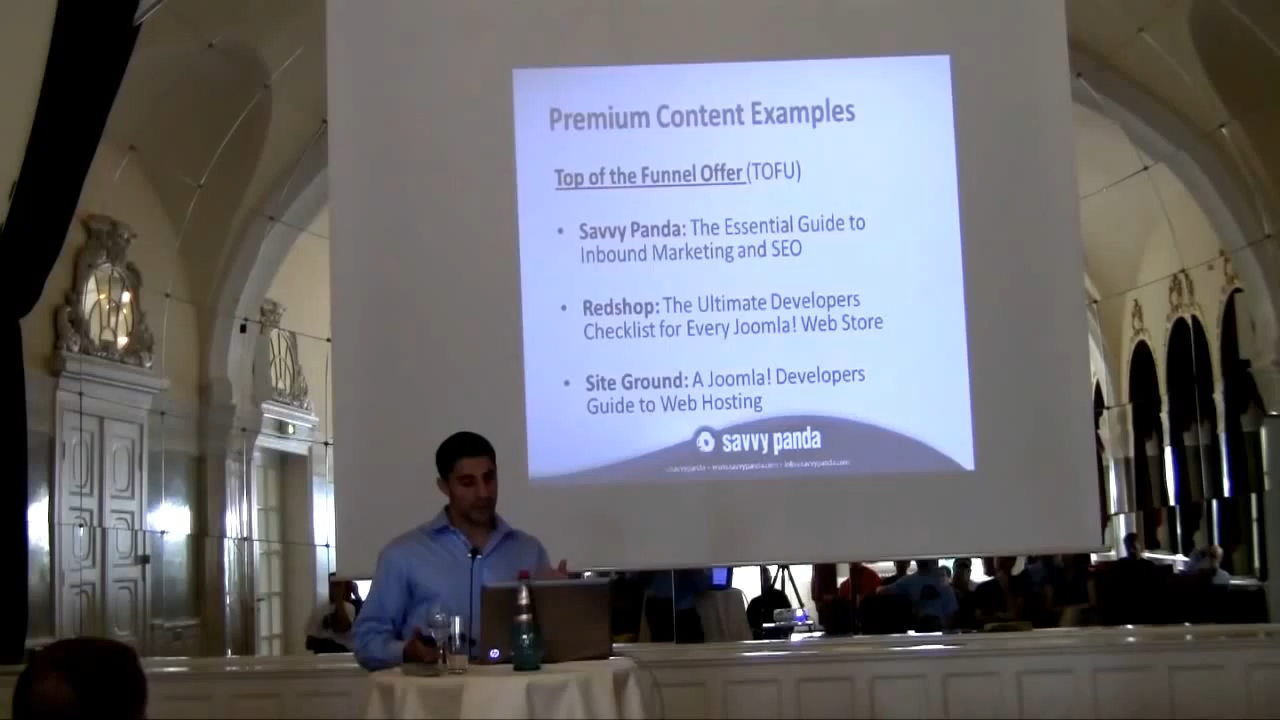 Premium Content Examples
Top of the Funnel Offer (TOFU)
• Savvy Panda: The Essential Guide to
Inbound Marketing and SEO
• Redshop: The Ultimate Developers
Checklist for Every Joomla! Web Store
• Site Ground: A Joomla! Developers
Guide to Web Hosting
savvy panda
hp